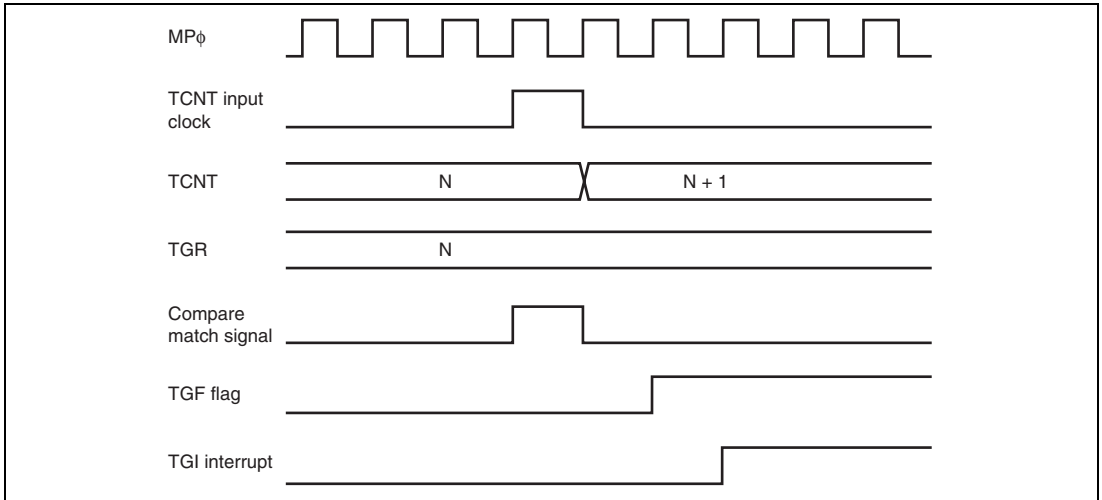 MPϕ
TCNT input
clock
TCNT
N
N + 1
TGR
N
Compare
match signal
TGF flag
TGI interrupt